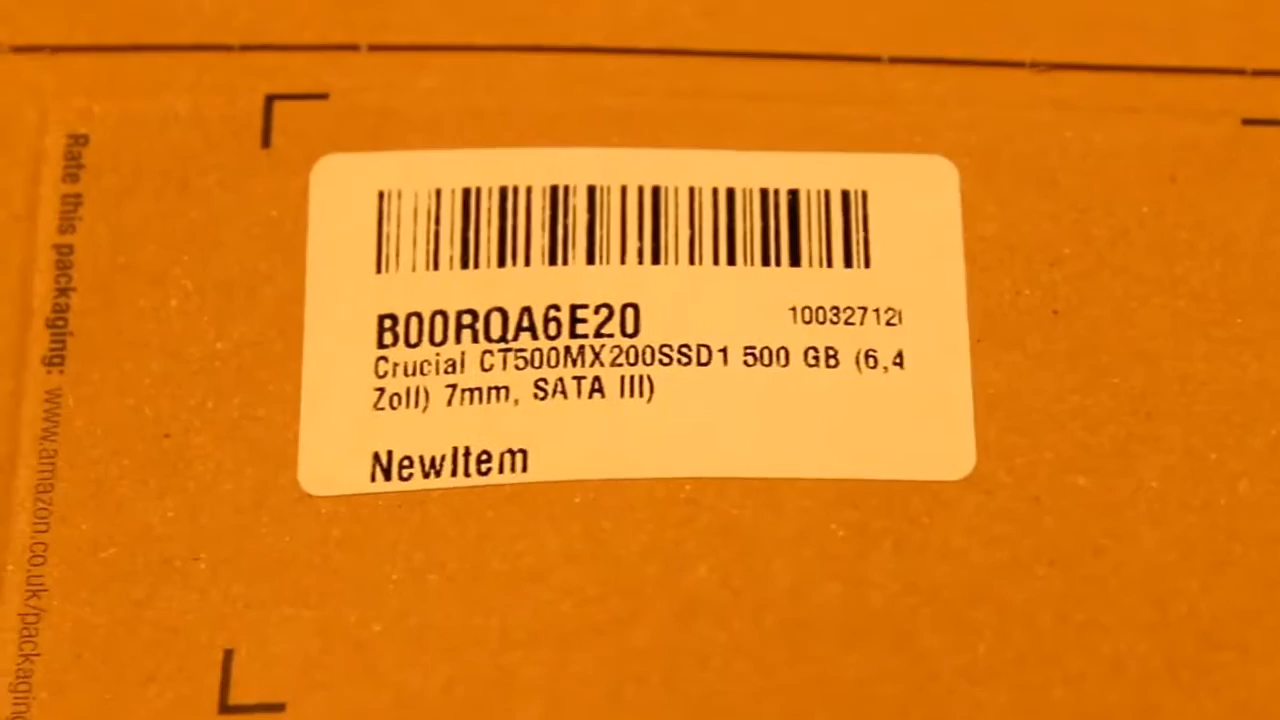 Rate this packaging: www.amazon.co.uk/packaging
B00RQA6E20
100327120
Crucial CT500MX200SSD1 500 GB (6,4
Zoll) 7mm, SATA III)
NewItem